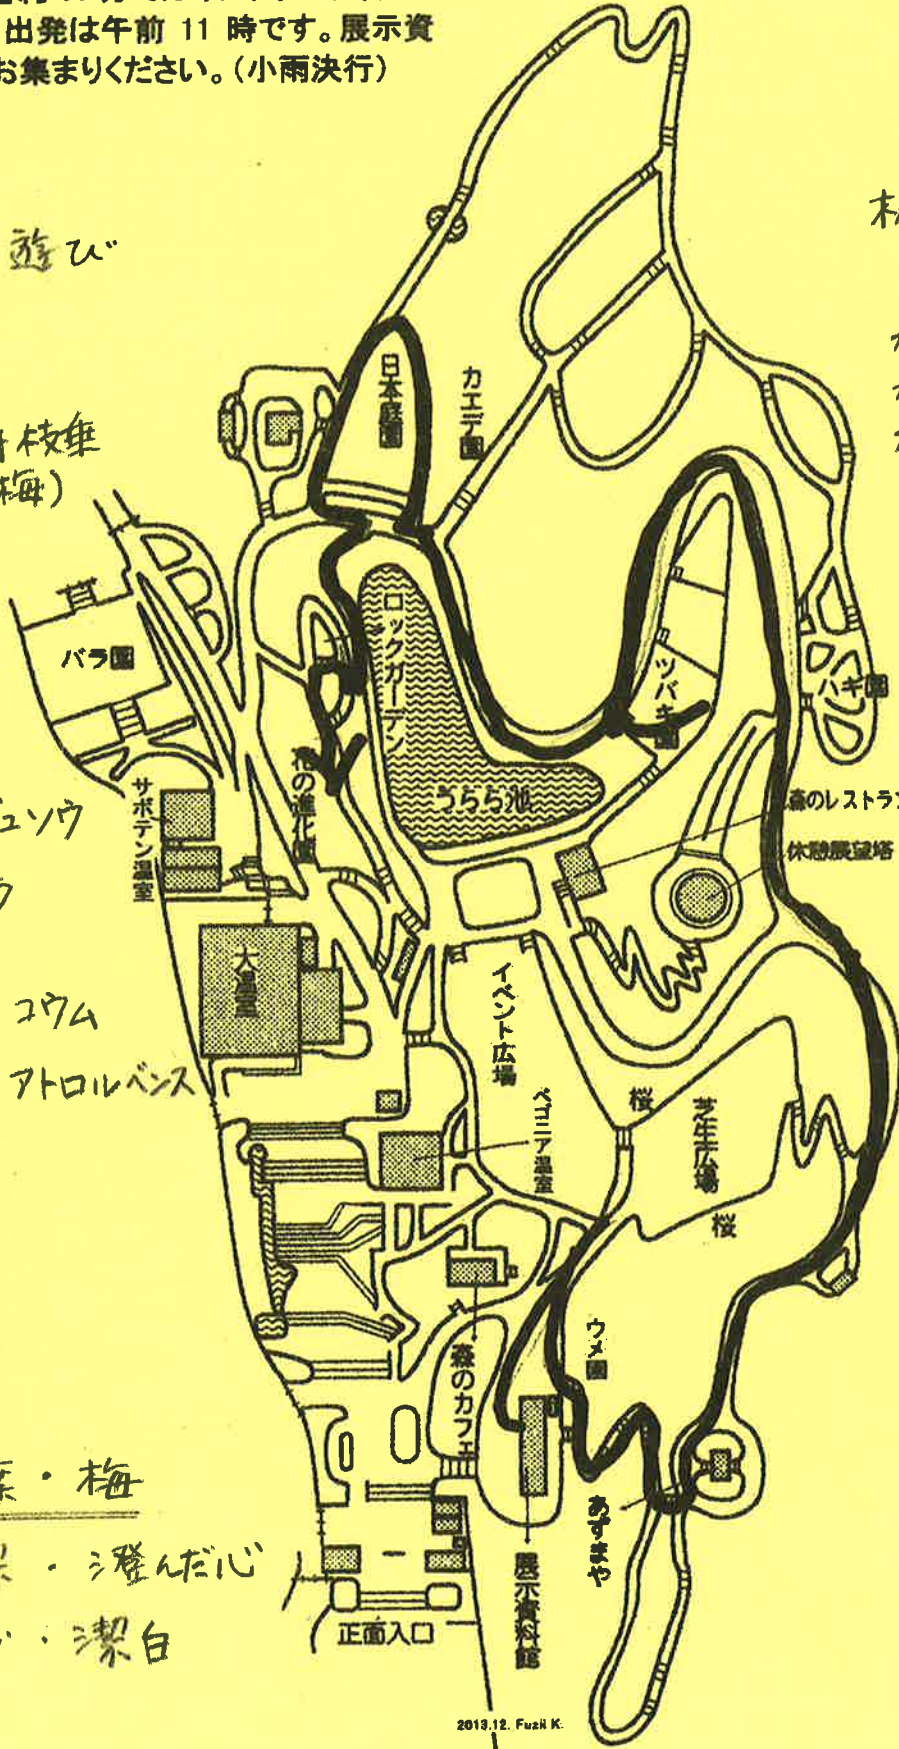 出発は午前 11 時です。展示資
お集まりください。(小雨決行)
遊び
枝垂
梅)
日本庭園
カエデ園
ロックガーデン
バラ園
ツバキ園
ハギ園
うらら池
花の進化園
サボテン温室
森のレストラン
休憩展望塔
ュソウ
大温室
コウム
アトロルベンス
イベント広場
ベゴニア温室
桜
芝生広場
桜
ウメ園
森のカフェ
・梅
・澄んだ心
・潔白
あずまや
展示資料館
正面入口
2013.12. Fuzii K.